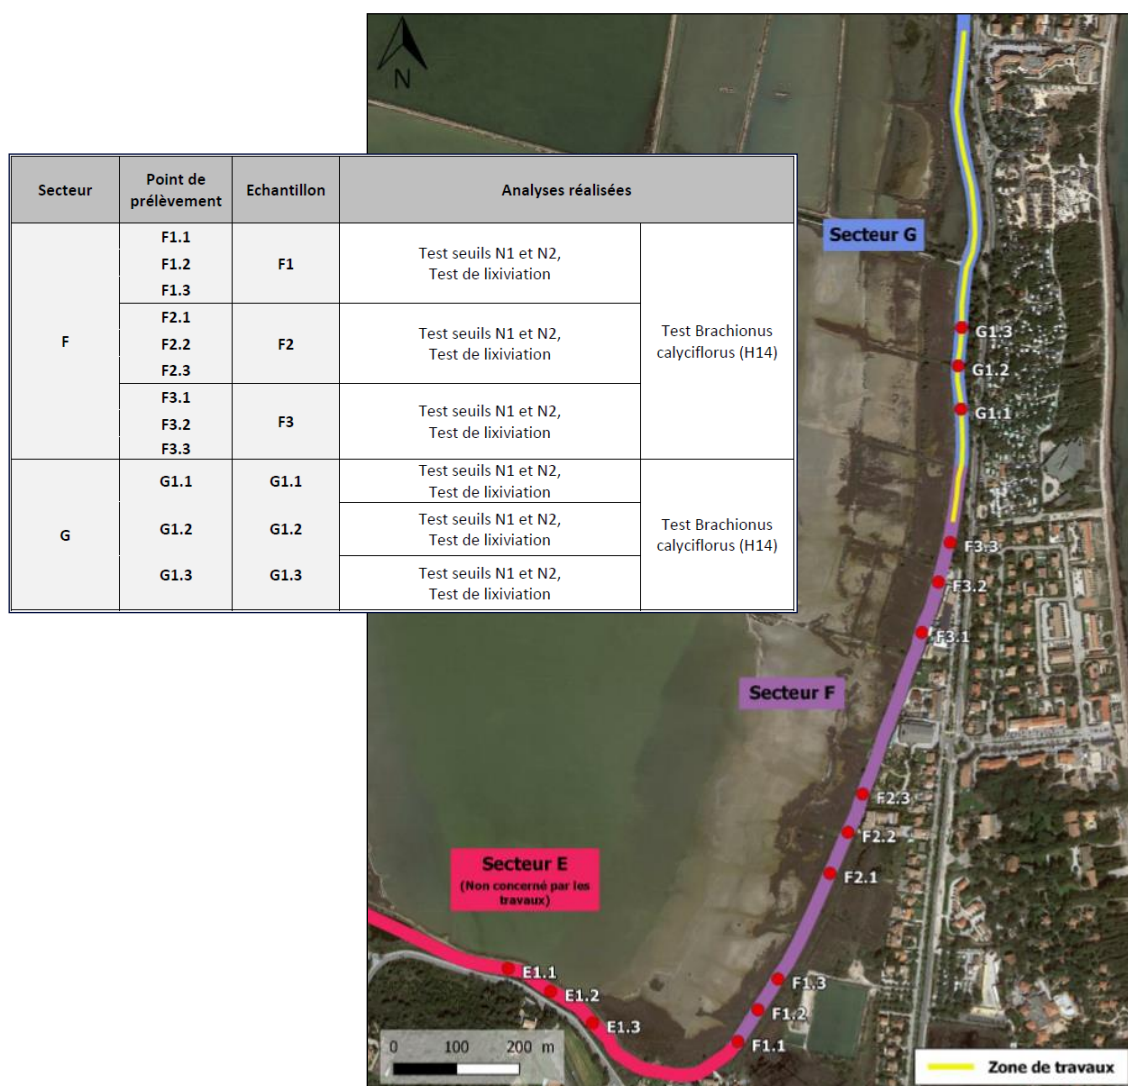 N
Secteur
Point de
prélèvement
Echantillon
Analyses réalisées
F
F1.1
F1.2
F1.3
F1
Test seuils N1 et N2,
Test de lixiviation
F2.1
F2.2
F2.3
F2
Test seuils N1 et N2,
Test de lixiviation
F3.1
F3.2
F3.3
F3
Test seuils N1 et N2,
Test de lixiviation
Test Brachionus
calyciflorus (H14)
G
G1.1
G1.1
Test seuils N1 et N2,
Test de lixiviation
G1.2
G1.2
Test seuils N1 et N2,
Test de lixiviation
G1.3
G1.3
Test seuils N1 et N2,
Test de lixiviation
Test Brachionus
calyciflorus (H14)
Secteur G
G1.3
G1.2
G1.1
F3.3
F3.2
F3.1
Secteur F
F2.3
F2.2
F2.1
Secteur E
(Non concerné par les
travaux)
F1.3
F1.2
F1.1
E1.1
E1.2
E1.3
0 100 200 m
Zone de travaux